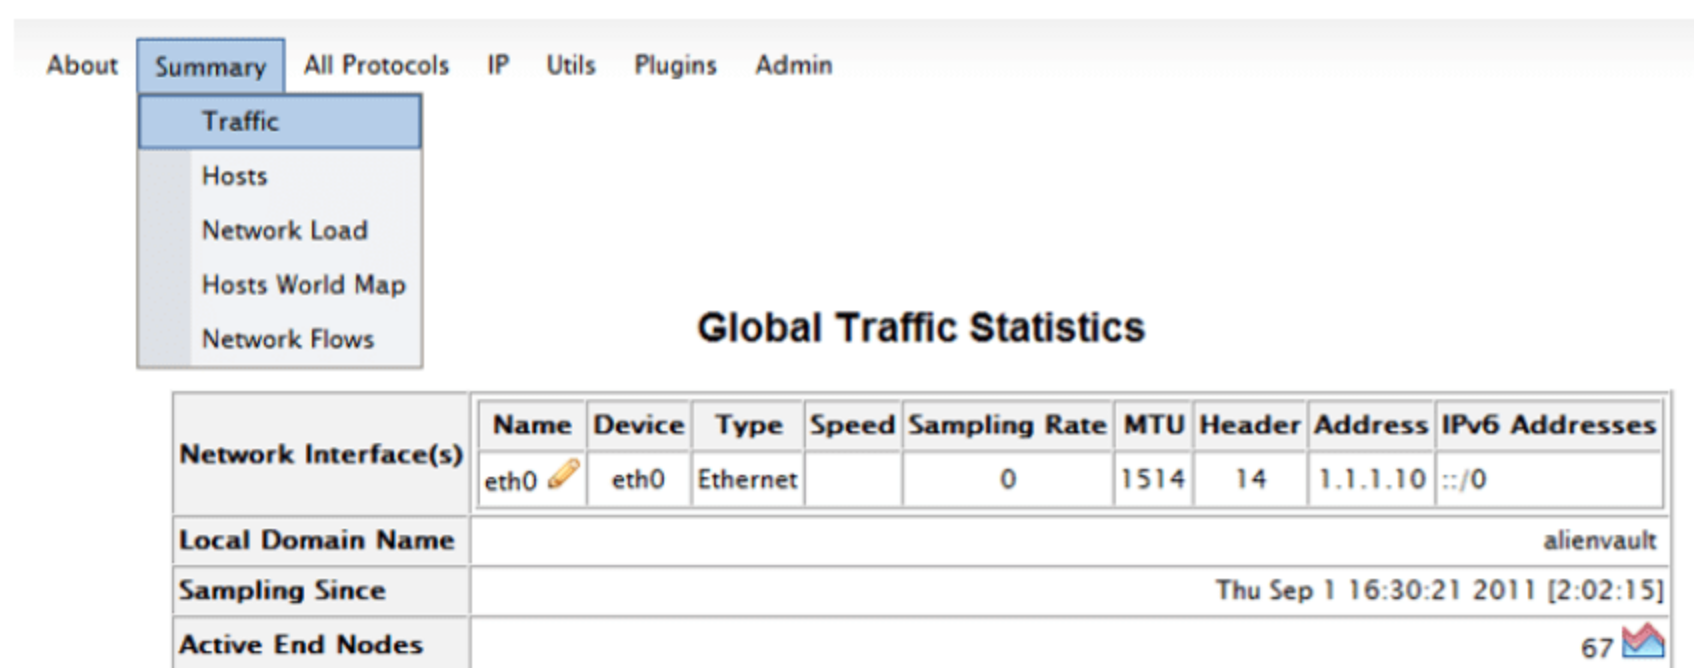 About Summary All Protocols IP Utils Plugins Admin
Traffic
Hosts
Network Load
Hosts World Map
Network Flows
Global Traffic Statistics
Network Interface(s)
Name Device Type Speed Sampling Rate MTU Header Address IPv6 Addresses
eth0 eth0 Ethernet 0 1514 14 1.1.1.10 ::/0
Local Domain Name alienvault
Sampling Since Thu Sep 1 16:30:21 2011 [2:02:15]
Active End Nodes 67